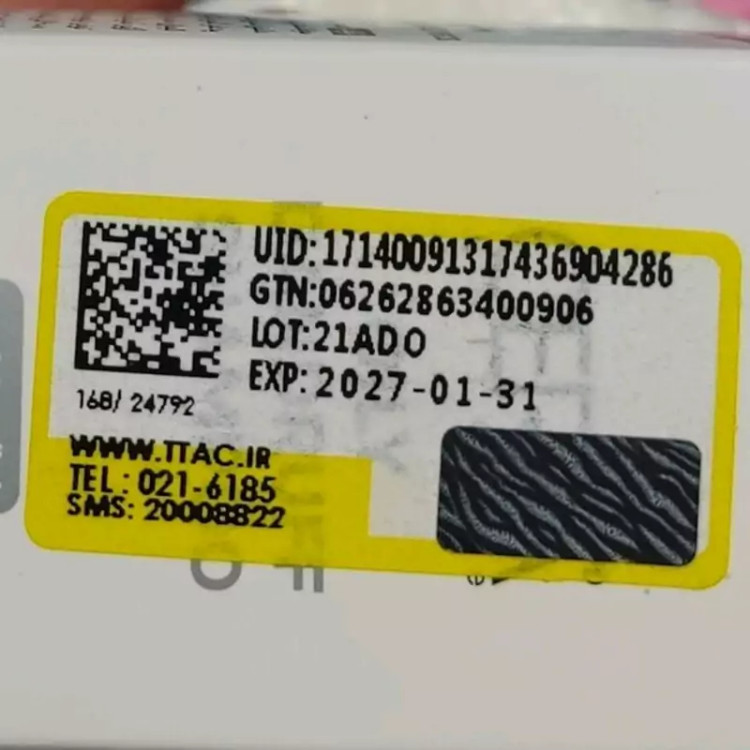 UID:17140091317436904286
GTN:06262863400906
LOT:21ADO
EXP:2027-01-31
168/ 24792
WWW.TTAC.IR
TEL : 021-6185
SMS: 20008822